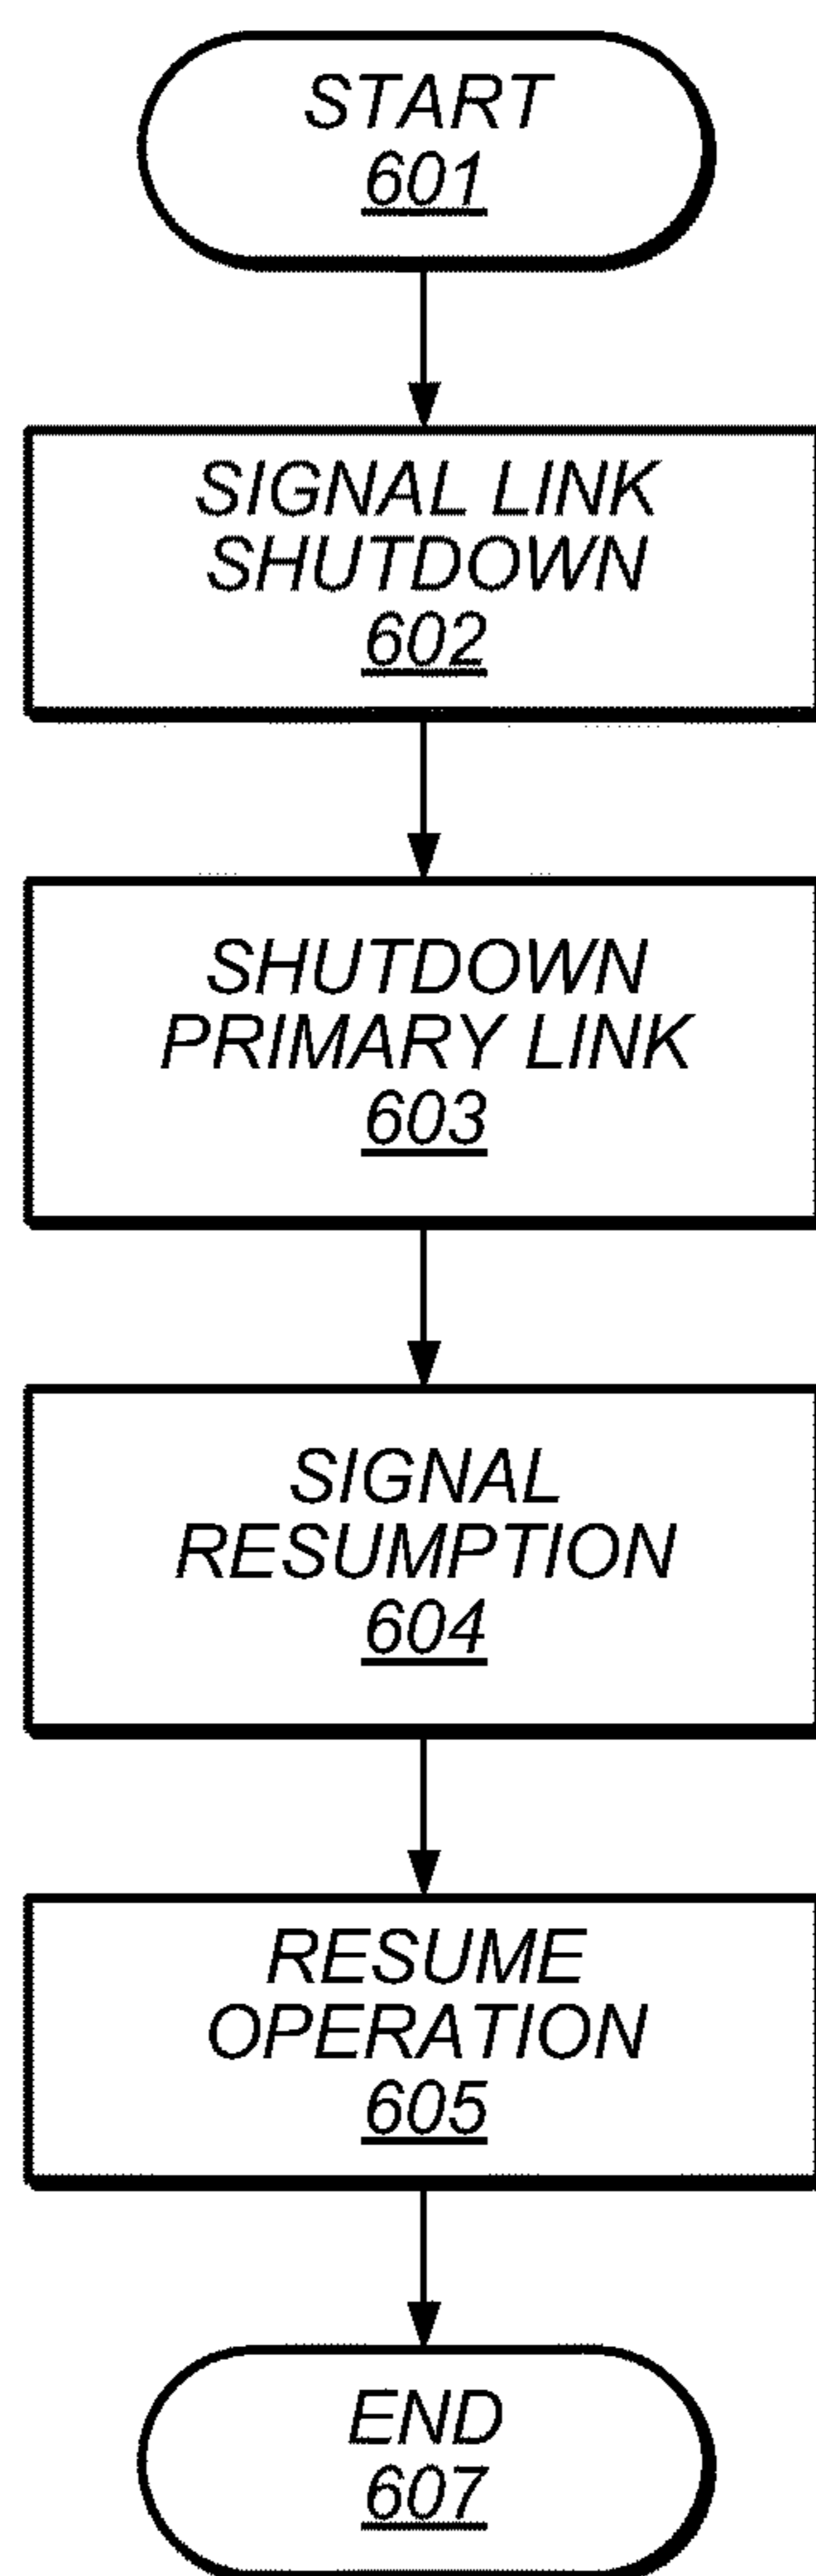 START
601
SIGNAL LINK
SHUTDOWN
602
SHUTDOWN
PRIMARY LINK
603
SIGNAL
RESUMPTION
604
RESUME
OPERATION
605
END
607